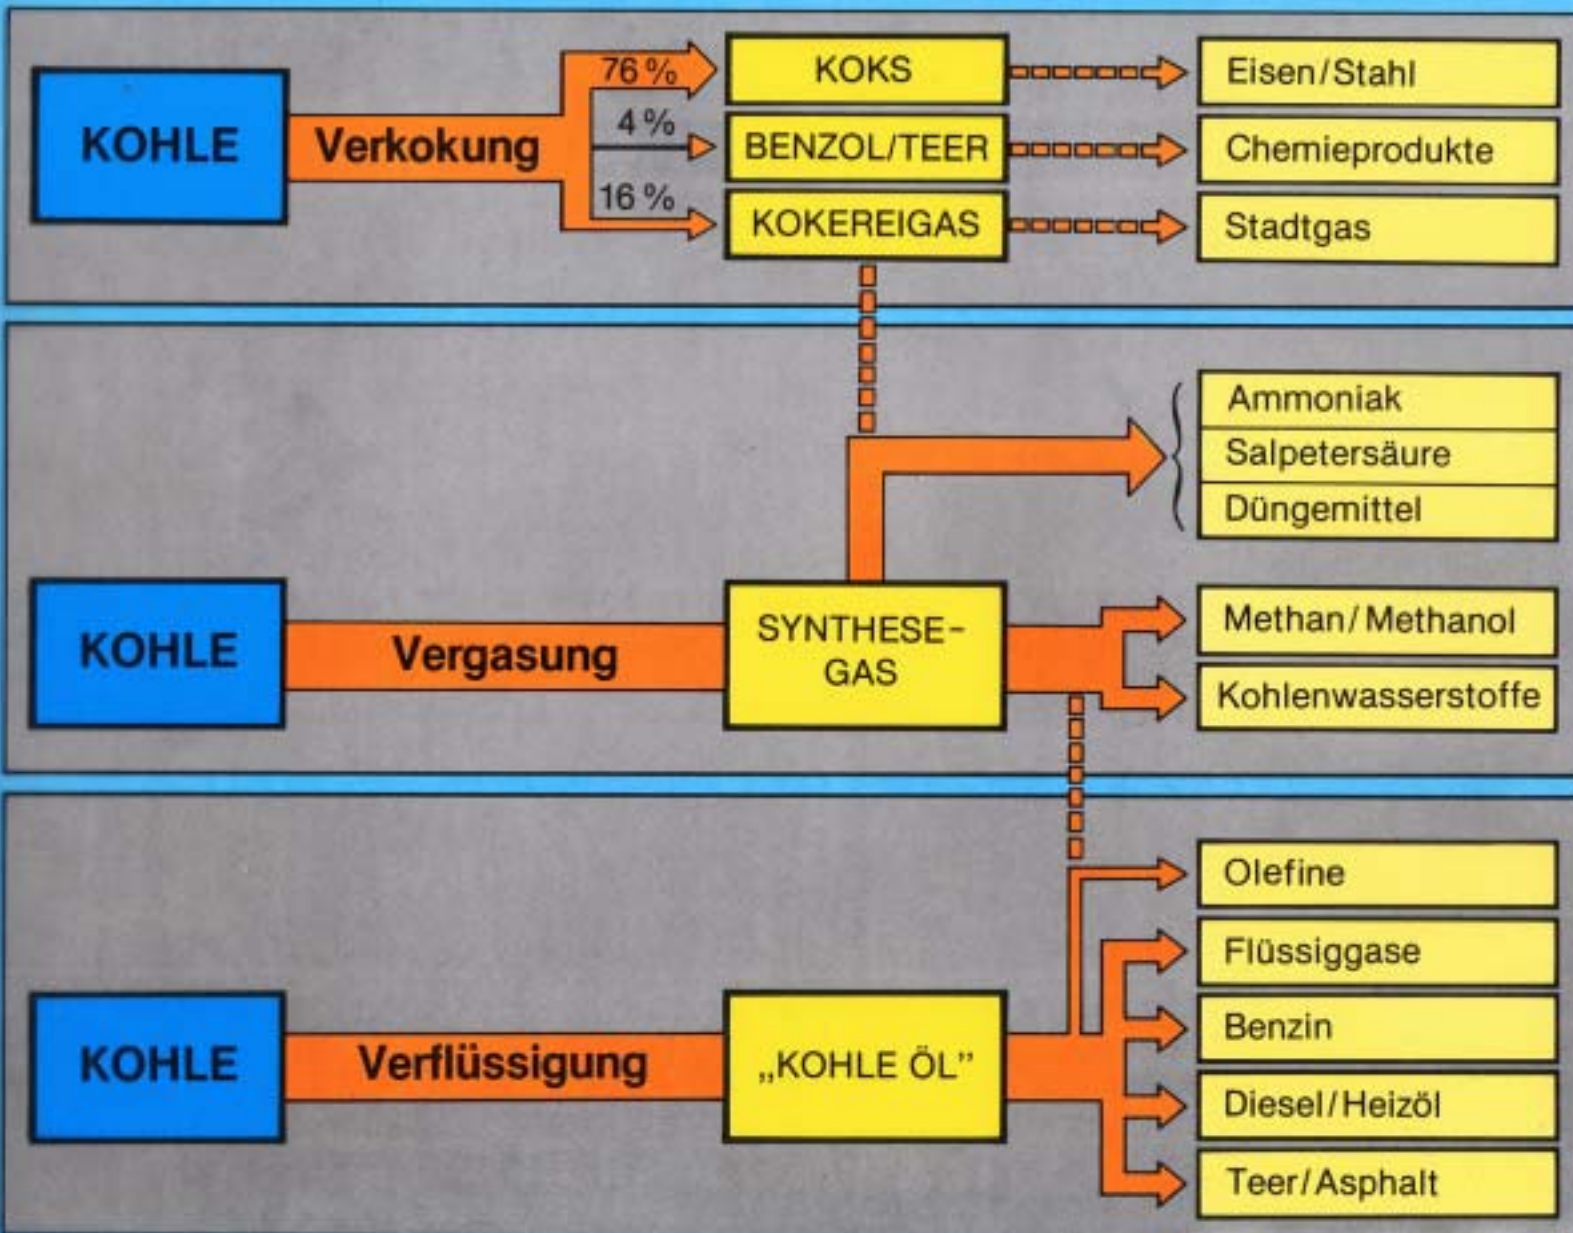 KOHLE
Verkokung
76 %
4 %
16 %
KOKS
BENZOL/TEER
KOKEREIGAS
Eisen/Stahl
Chemieprodukte
Stadtgas
KOHLE
Vergasung
SYNTHESE-
GAS
Ammoniak
Salpetersäure
Düngemittel
Methan/Methanol
Kohlenwasserstoffe
KOHLE
Verflüssigung
„KOHLE ÖL”
Olefine
Flüssiggase
Benzin
Diesel/Heizöl
Teer/Asphalt